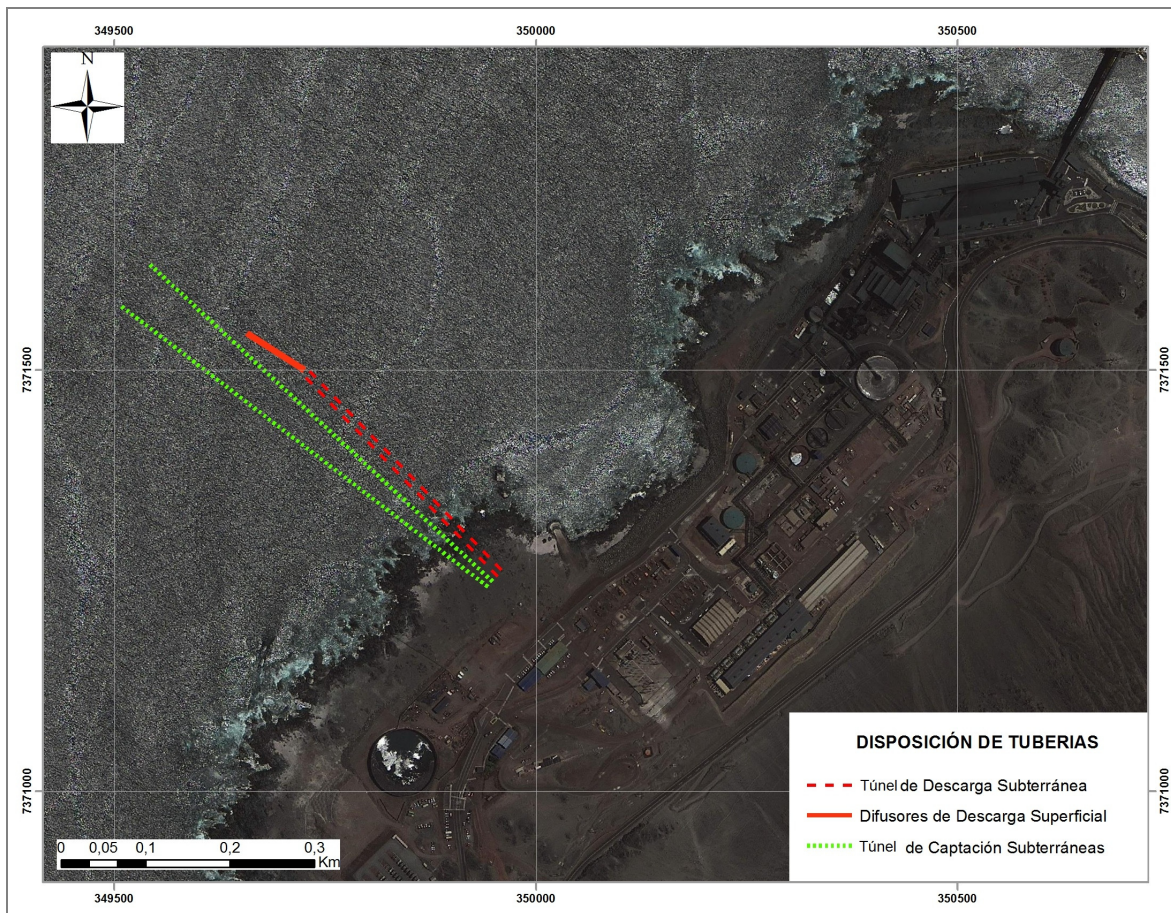 349500 350000 350500
N
7371500 7371500
7371000 7371000
DISPOSICIÓN DE TUBERIAS
Túnel de Descarga Subterránea
Difusores de Descarga Superficial
Túnel de Captación Subterráneas
0 0,05 0,1 0,2 0,3
Km
349500 350000 350500